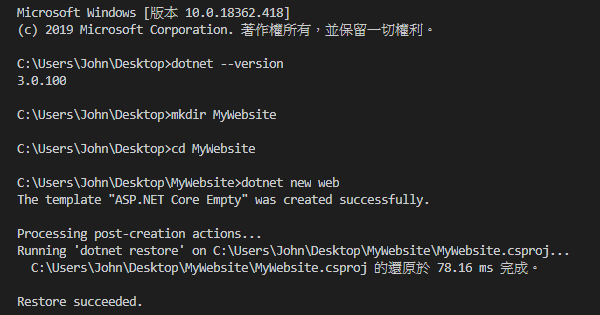 Microsoft Windows [版本 10.0.18362.418]
(c) 2019 Microsoft Corporation. 著作權所有，並保留一切權利。
C:\Users\John\Desktop>dotnet --version
3.0.100
C:\Users\John\Desktop>mkdir MyWebsite
C:\Users\John\Desktop>cd MyWebsite
C:\Users\John\Desktop\MyWebsite>dotnet new web
The template "ASP.NET Core Empty" was created successfully.
Processing post-creation actions...
Running 'dotnet restore' on C:\Users\John\Desktop\MyWebsite\MyWebsite.csproj...
C:\Users\John\Desktop\MyWebsite\MyWebsite.csproj 的還原於 78.16 ms 完成。
Restore succeeded.